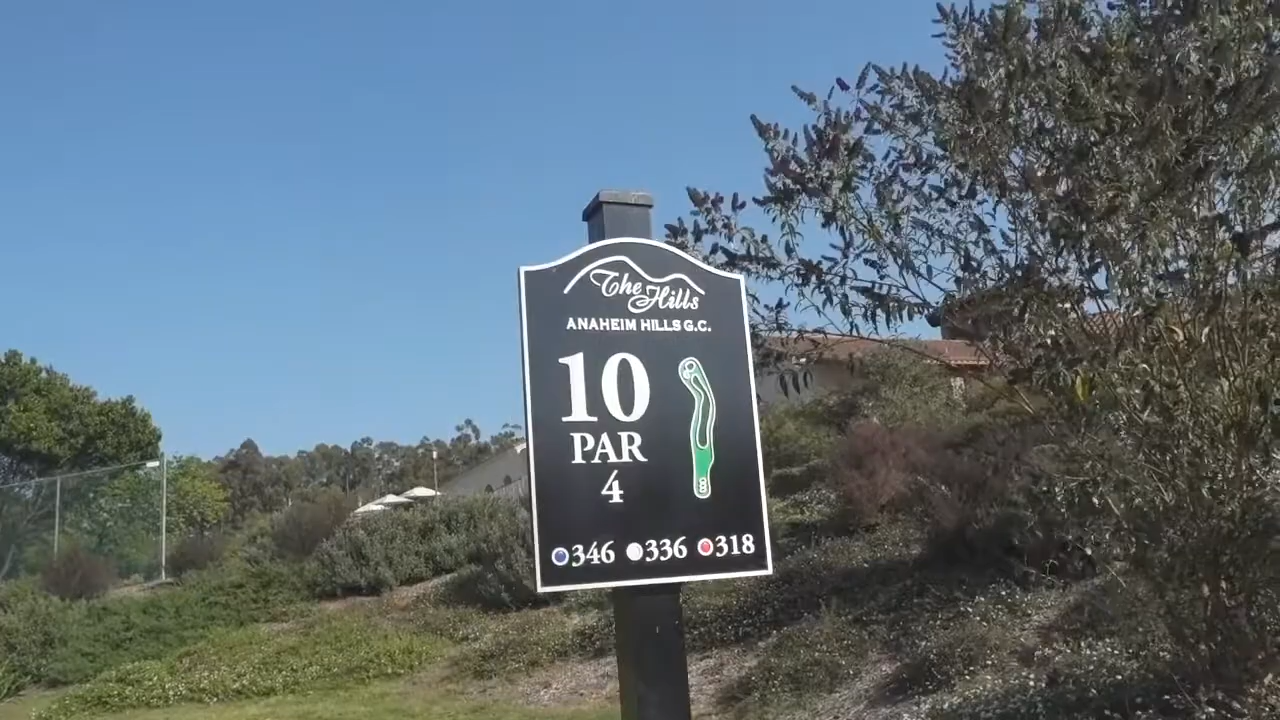 The Hills
ANAHEIM HILLS G.C.
10
PAR
4
346 336 318